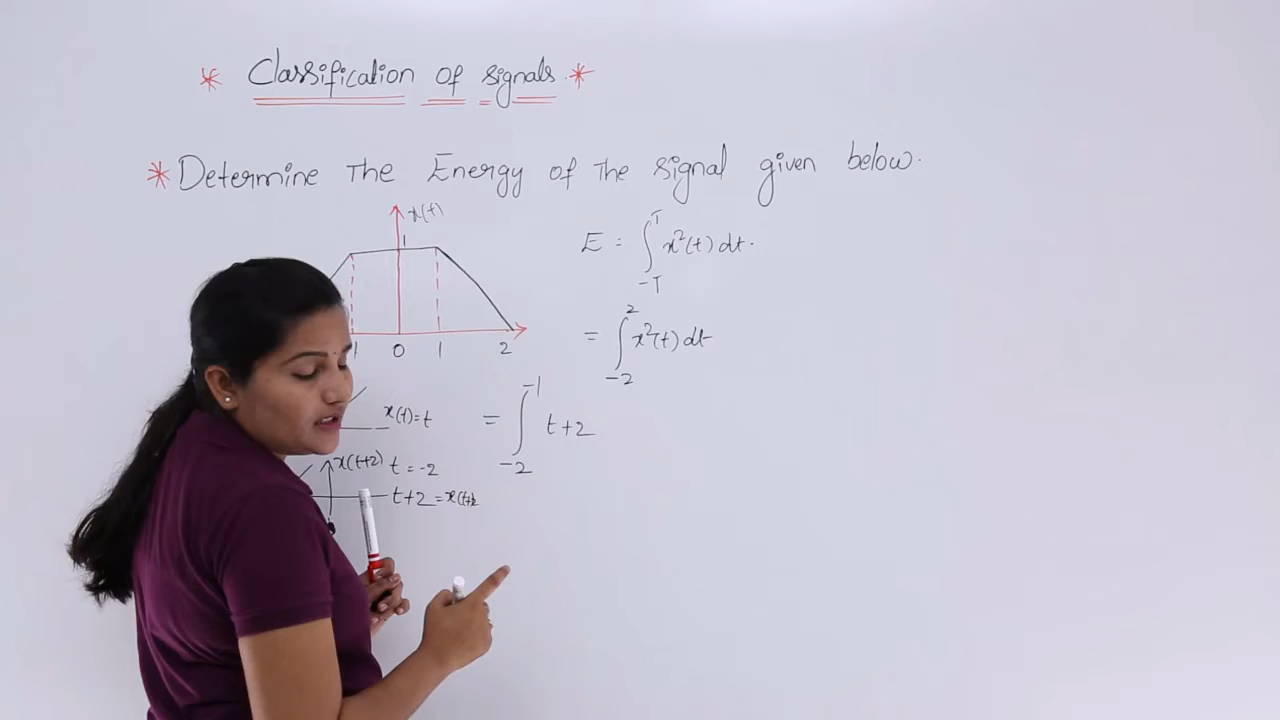 * Classification of signals. *
* Determine The Energy of The signal given below.
x(t)
1
1 0 1 2
E = ∫_{-T}^{T} x²(t) dt.
= ∫_{-2}^{2} x²(t) dt
x(t) = t
= ∫_{-2}^{-1} t+2
x(t+2) t = -2
t+2 = x(t+2